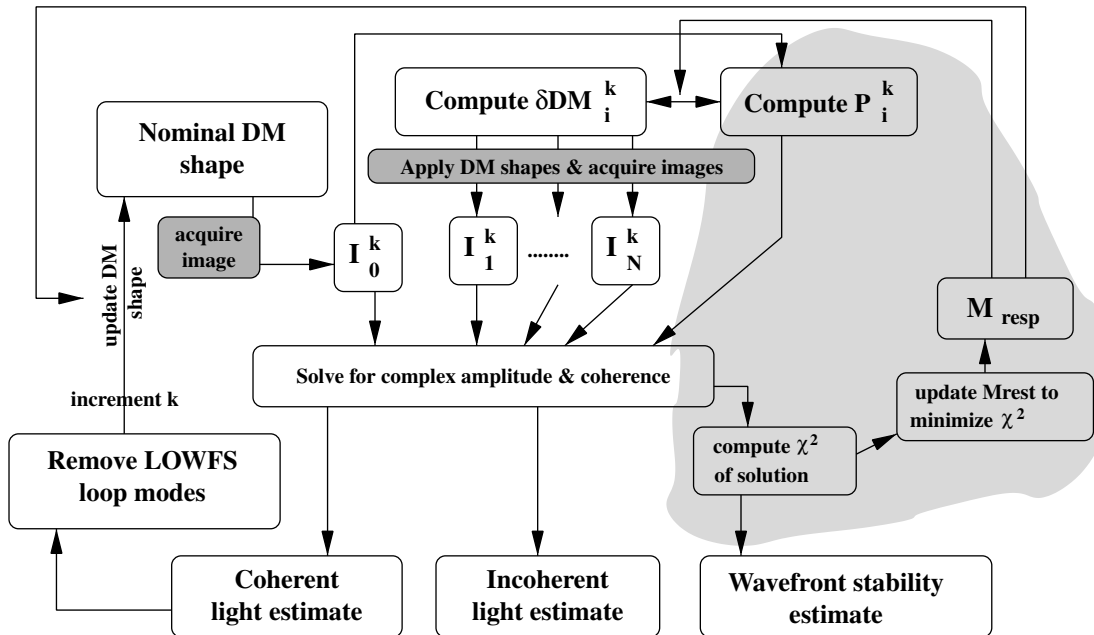 Compute δDM k i
Compute P k i
Nominal DM
shape
Apply DM shapes & acquire images
acquire
image
I k 0
I k 1
........
I k N
update DM
shape
M resp
Solve for complex amplitude & coherence
increment k
update Mrest to
minimize χ 2
Remove LOWFS
loop modes
compute χ 2
of solution
Coherent
light estimate
Incoherent
light estimate
Wavefront stability
estimate